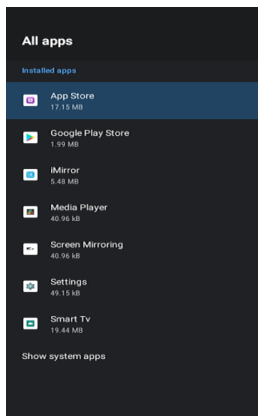 All apps
Installed apps
App Store
17.15 MB
Google Play Store
1.99 MB
iMirror
5.48 MB
Media Player
40.96 kB
Screen Mirroring
40.96 kB
Settings
49.15 kB
Smart Tv
19.44 MB
Show system apps